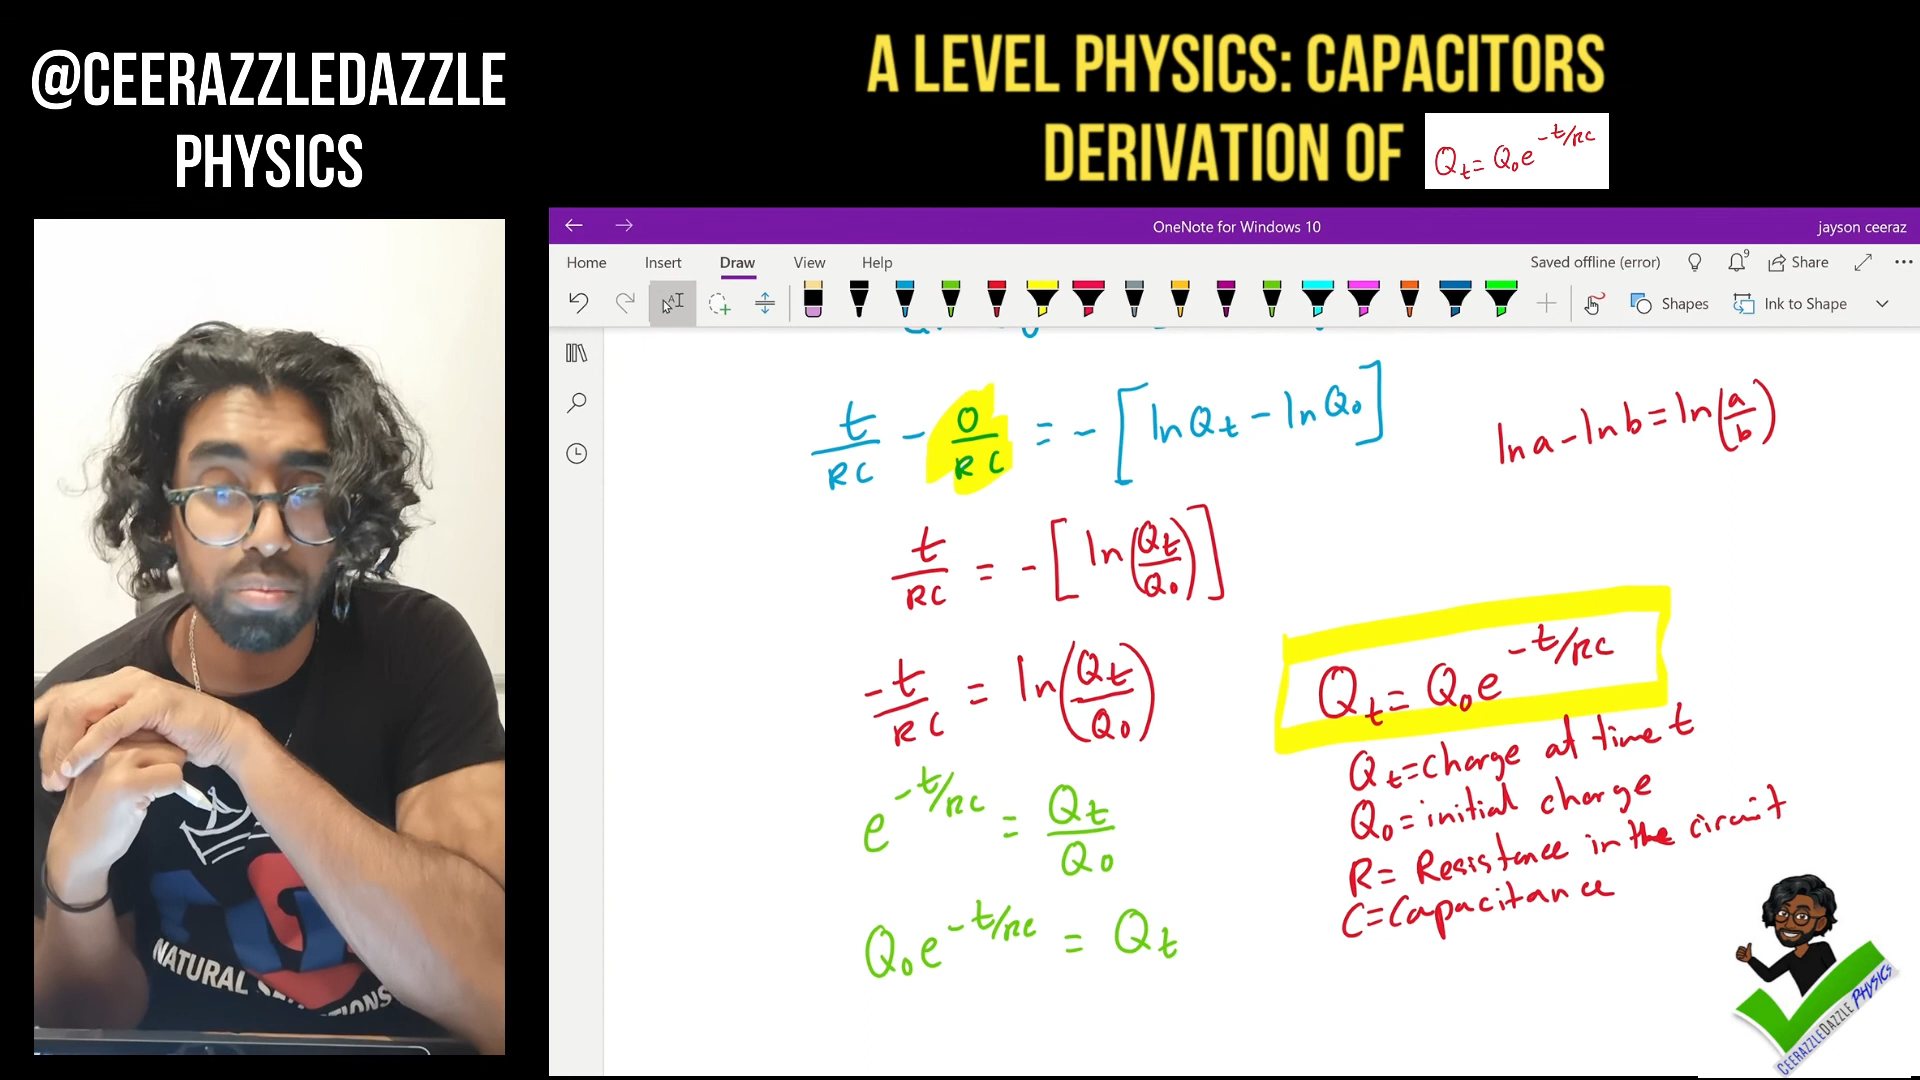 @CEERAZZLEDAZZLE
PHYSICS
A LEVEL PHYSICS: CAPACITORS
DERIVATION OF Qt = Q0e^-t/RC
OneNote for Windows 10
jayson ceeraz
Home Insert Draw View Help
Saved offline (error) 9 Share
Shapes Ink to Shape
t/RC - 0/RC = -[lnQt - lnQ0]
lna - lnb = ln(a/b)
t/RC = -[ln(Qt/Q0)]
-t/RC = ln(Qt/Q0)
e^-t/RC = Qt/Q0
Q0e^-t/RC = Qt
Qt = Q0e^-t/RC
Qt = charge at time t
Q0 = initial charge
R = Resistance in the circuit
C = Capacitance
NATURAL
CEERAZZLEDAZZLE PHYSICS